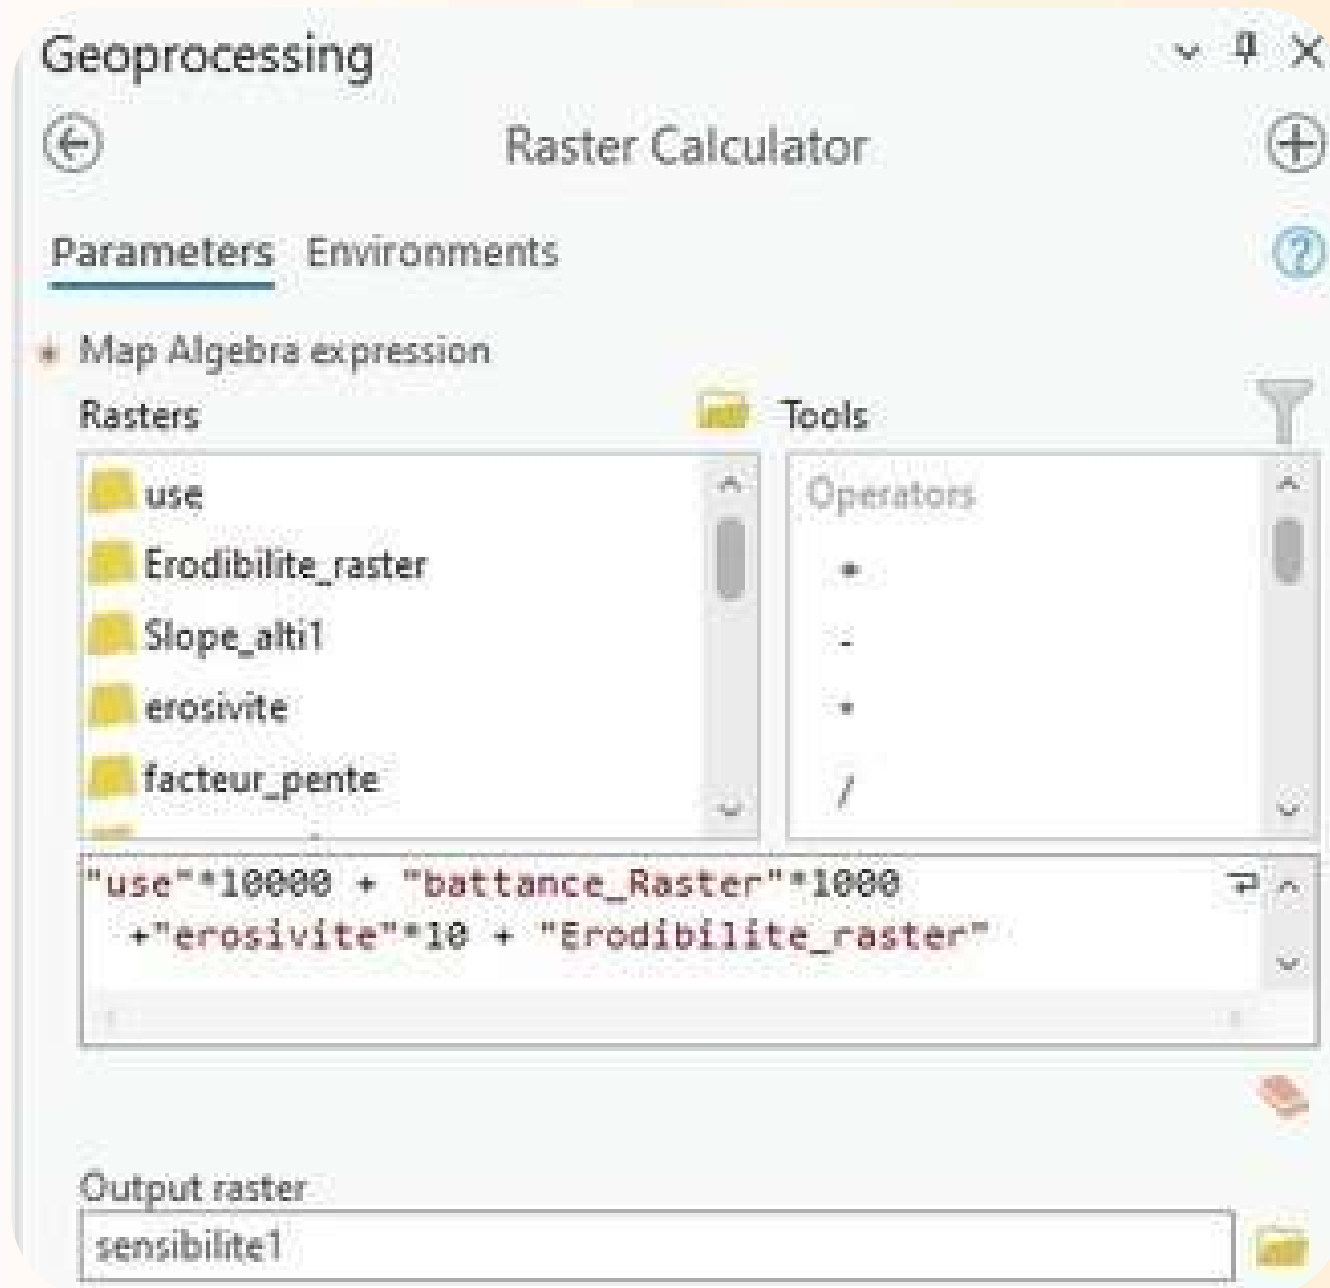 Geoprocessing
Raster Calculator
Parameters Environments
* Map Algebra expression
Rasters
Tools
use
Erodibilite_raster
Slope_alti1
erosivite
facteur_pente
Operators
+
-
*
/
"use"*10000 + "battance_Raster"*1000
+"erosivite"*10 + "Erodibilite_raster"
Output raster
sensibilite1